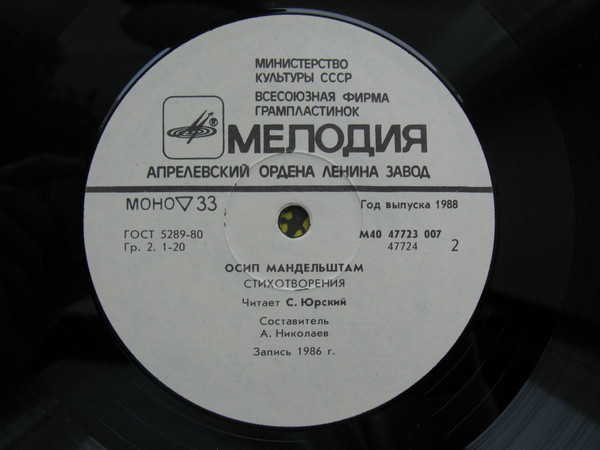 МИНИСТЕРСТВО
КУЛЬТУРЫ СССР
ВСЕСОЮЗНАЯ ФИРМА
ГРАМПЛАСТИНОК
® МЕЛОДИЯ
АПРЕЛЕВСКИЙ ОРДЕНА ЛЕНИНА ЗАВОД
МОНО ▽ 33 Год выпуска 1988
ГОСТ 5289-80 М40 47723 007
Гр. 2. 1-20 47724 2
ОСИП МАНДЕЛЬШТАМ
СТИХОТВОРЕНИЯ
Читает С. Юрский
Составитель
А. Николаев
Запись 1986 г.